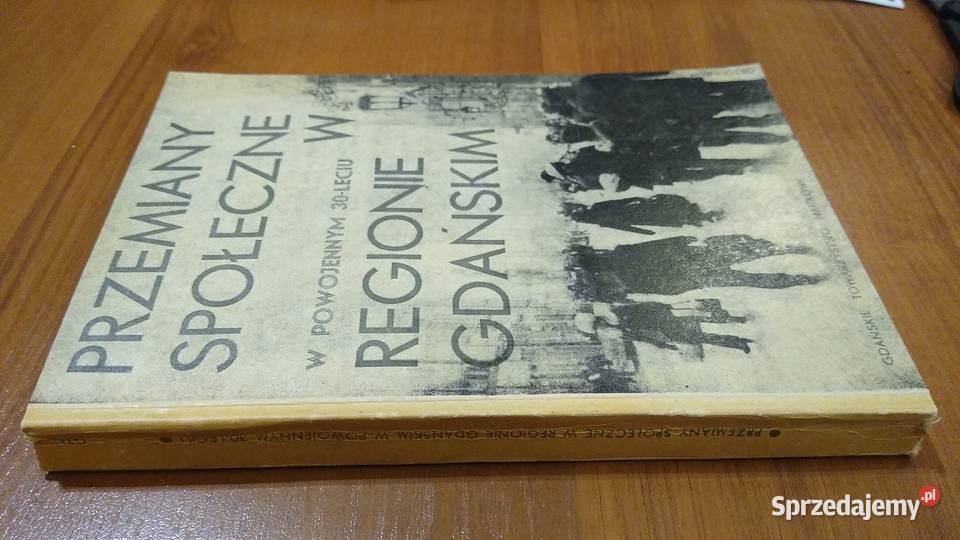 PRZEMIANY
SPOŁECZNE
W POWOJENNYM 30-LECIU W
REGIONIE
GDAŃSKIM
GDAŃSKIE TOWARZYSTWO NAUKOWE
• PRZEMIANY SPOŁECZNE W REGIONIE GDAŃSKIM W POWOJENNYM 30-LECIU •
Sprzedajemy.pl